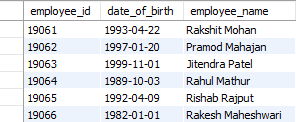 employee_id date_of_birth employee_name
19061 1993-04-22 Rakshit Mohan
19062 1997-01-20 Pramod Mahajan
19063 1999-11-01 Jitendra Patel
19064 1989-10-03 Rahul Mathur
19065 1992-04-09 Rishab Rajput
19066 1982-01-01 Rakesh Maheshwari